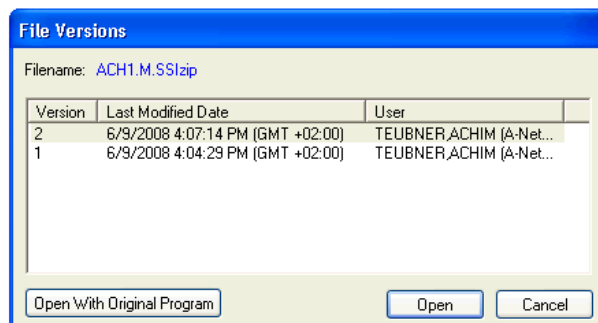 File Versions
Filename: ACH1.M.SSIzip
Version Last Modified Date User
2 6/9/2008 4:07:14 PM (GMT +02:00) TEUBNER,ACHIM (A-Net...
1 6/9/2008 4:04:29 PM (GMT +02:00) TEUBNER,ACHIM (A-Net...
Open With Original Program Open Cancel